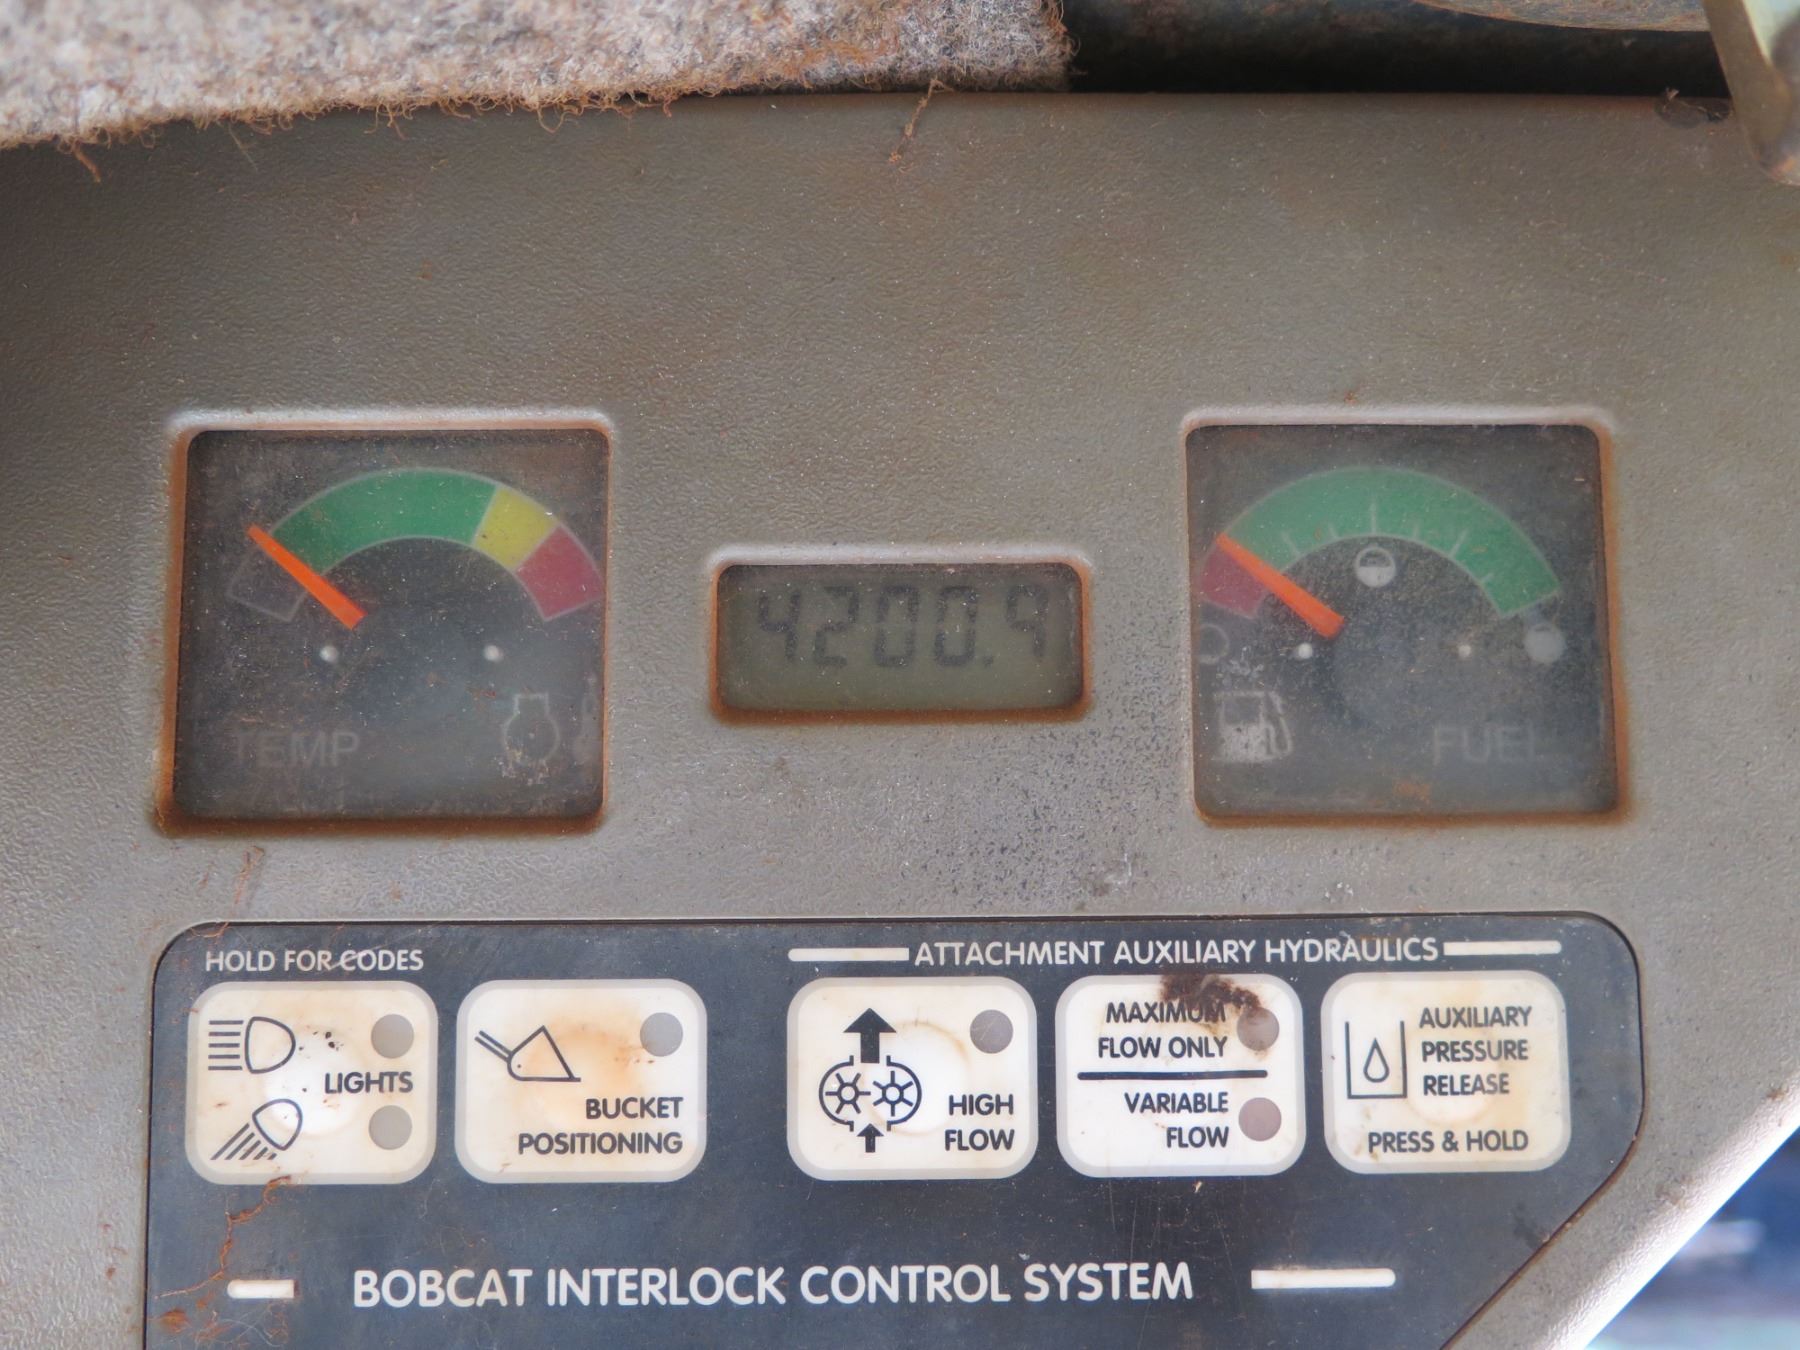 4200.9
TEMP
FUEL
HOLD FOR CODES
ATTACHMENT AUXILIARY HYDRAULICS
LIGHTS
BUCKET
POSITIONING
HIGH
FLOW
MAXIMUM
FLOW ONLY
VARIABLE
FLOW
AUXILIARY
PRESSURE
RELEASE
PRESS & HOLD
BOBCAT INTERLOCK CONTROL SYSTEM